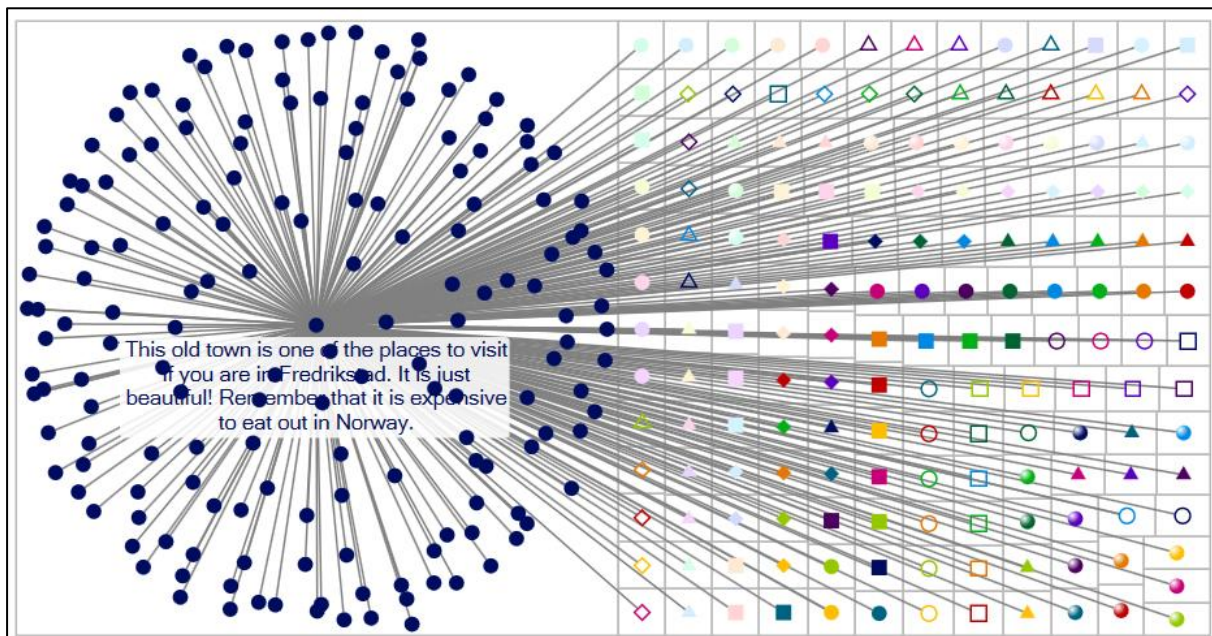 This old town is one of the places to visit
if you are in Fredrikstad. It is just
beautiful! Remember that it is expensive
to eat out in Norway.